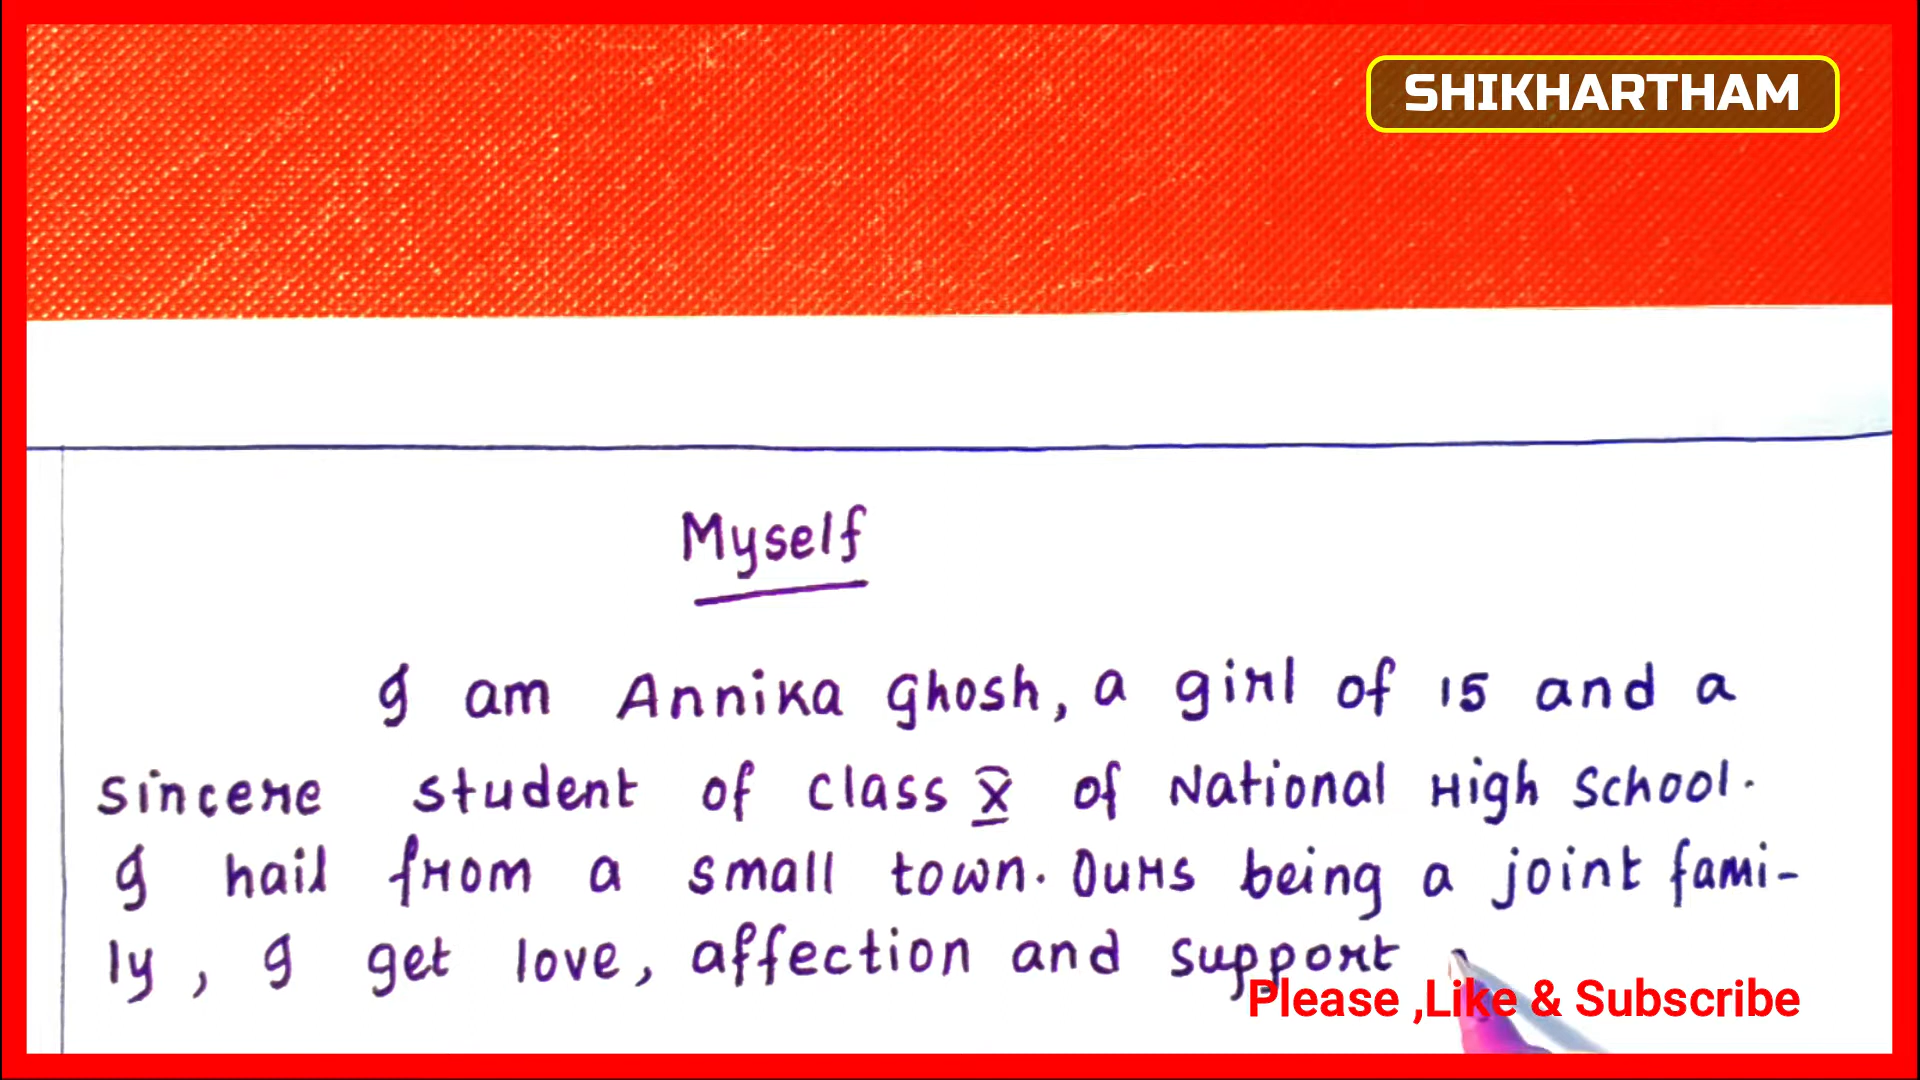 SHIKHARTHAM
Myself
I am Annika Ghosh, a girl of 15 and a
sincere student of class X of National High School.
I hail from a small town. Ours being a joint fami-
ly, I get love, affection and support
Please ,Like & Subscribe